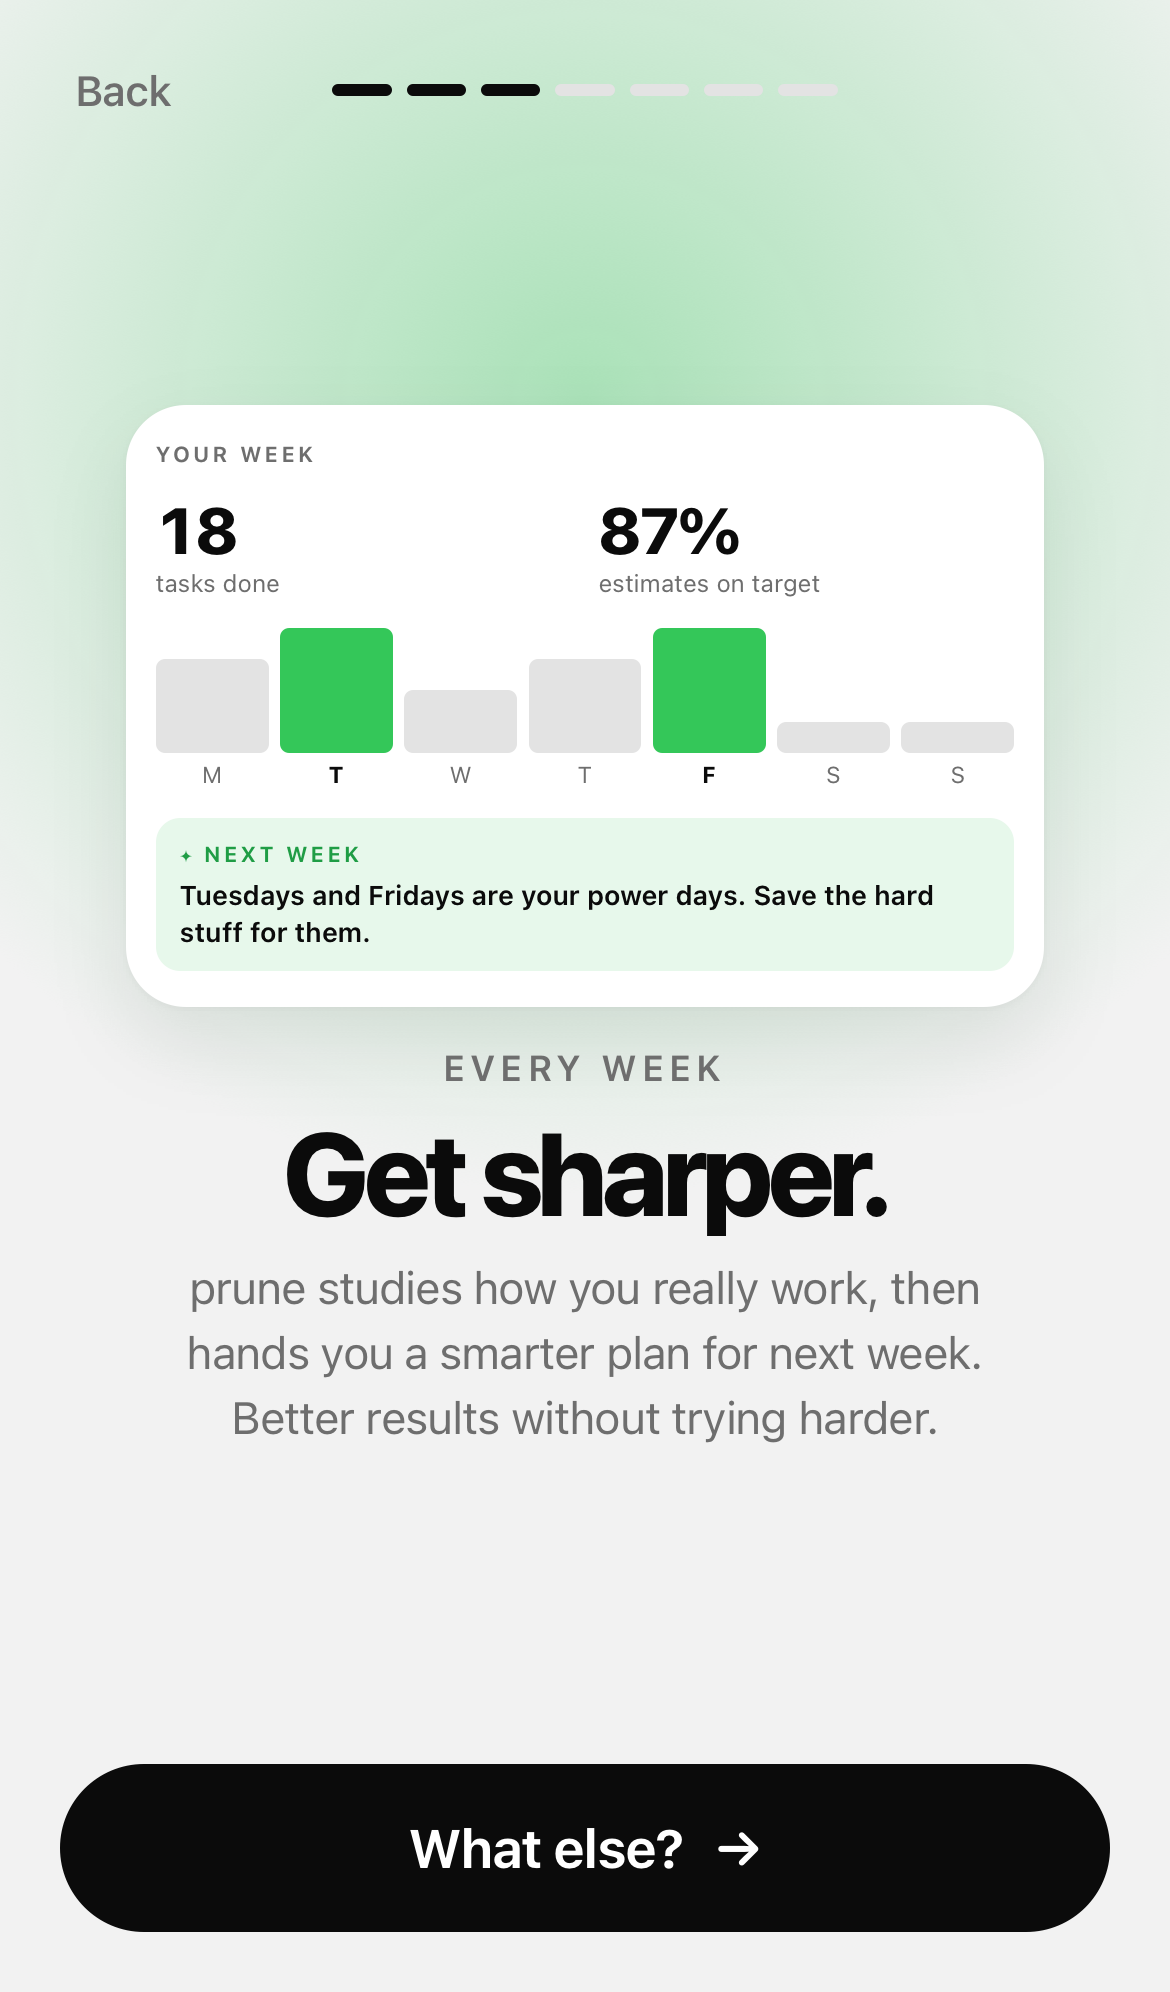 Back
YOUR WEEK
18
87%
tasks done
estimates on target
M T W T F S S
✦ NEXT WEEK
Tuesdays and Fridays are your power days. Save the hard
stuff for them.
EVERY WEEK
Get sharper.
prune studies how you really work, then
hands you a smarter plan for next week.
Better results without trying harder.
What else? →